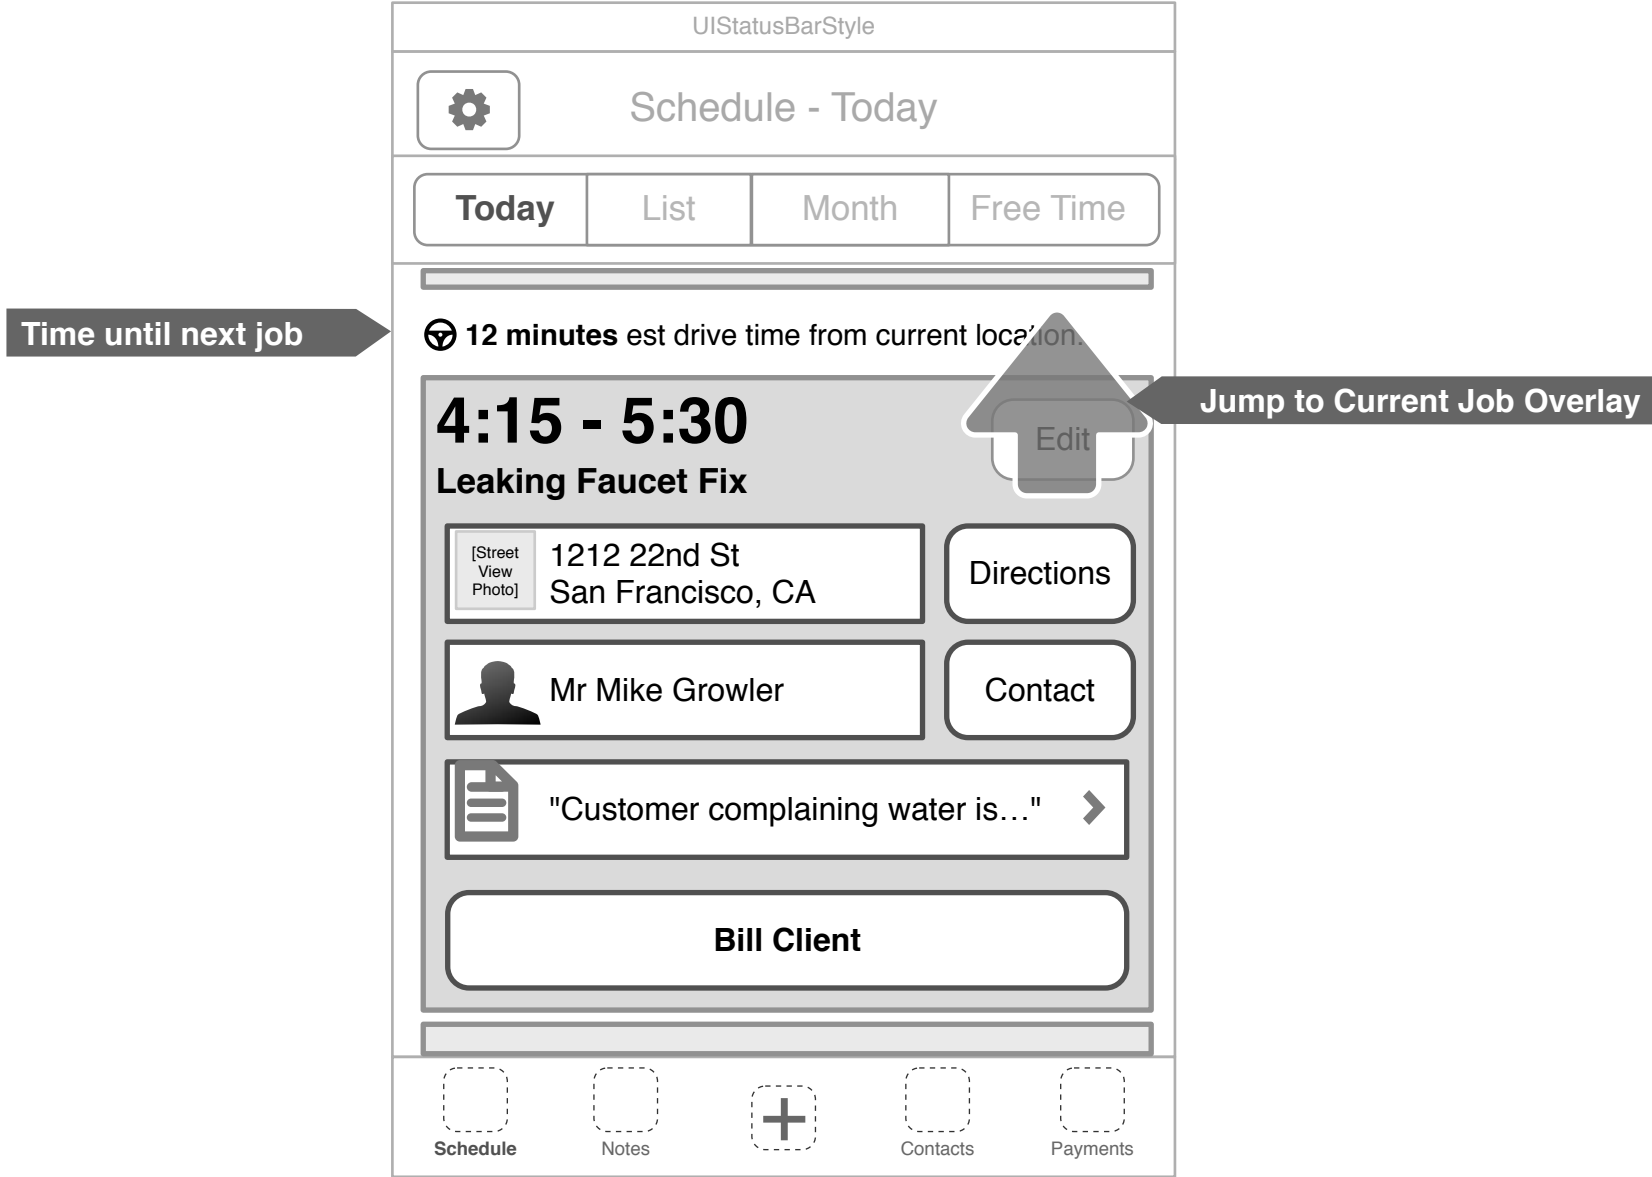 UIStatusBarStyle
Schedule - Today
Today List Month Free Time
Time until next job
12 minutes est drive time from current location.
Jump to Current Job Overlay
4:15 - 5:30
Edit
Leaking Faucet Fix
[Street
View
Photo]
1212 22nd St
San Francisco, CA
Directions
Mr Mike Growler
Contact
"Customer complaining water is…"
Bill Client
Schedule Notes Contacts Payments